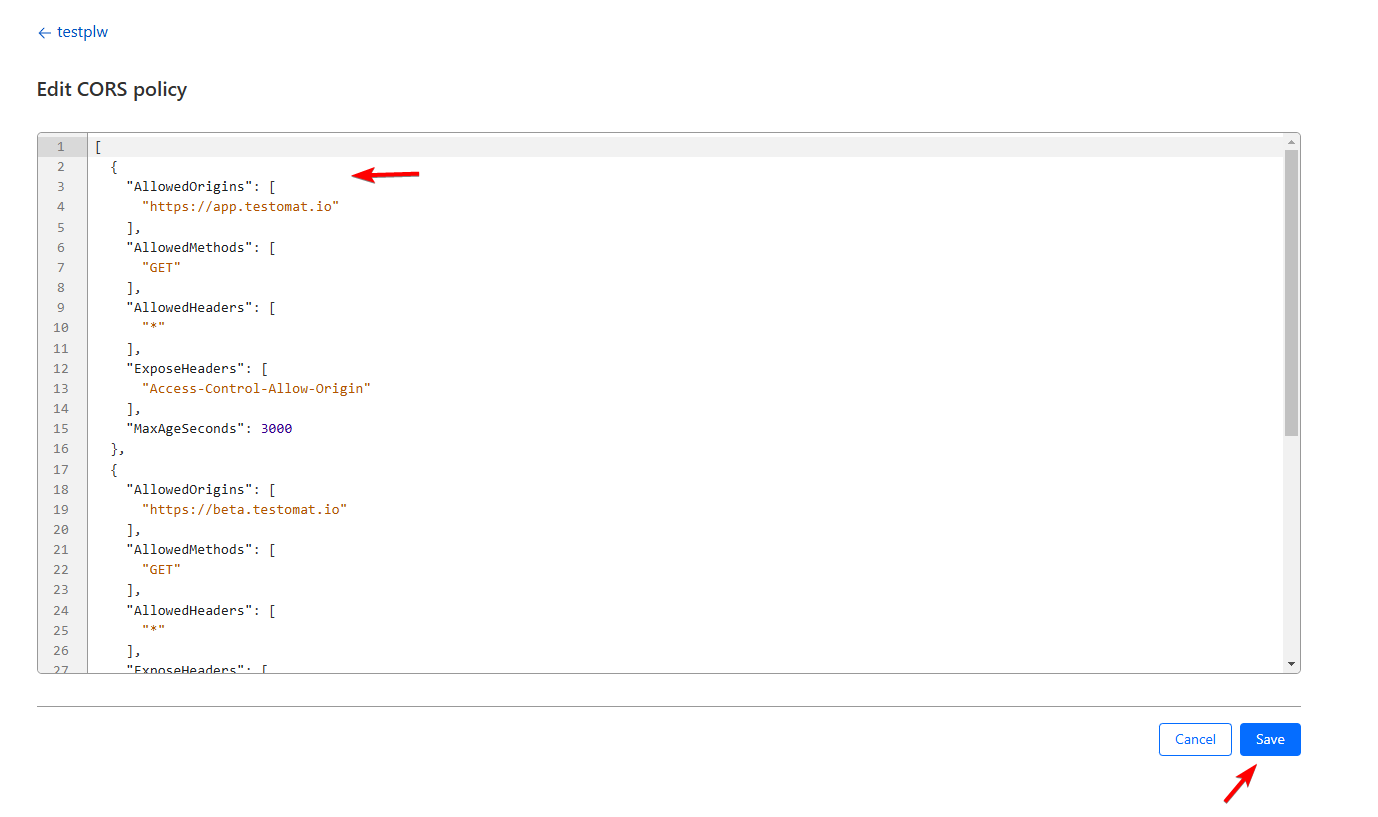 ← testplw
Edit CORS policy
1 [
2 {
3 "AllowedOrigins": [
4 "https://app.testomat.io"
5 ],
6 "AllowedMethods": [
7 "GET"
8 ],
9 "AllowedHeaders": [
10 "*"
11 ],
12 "ExposeHeaders": [
13 "Access-Control-Allow-Origin"
14 ],
15 "MaxAgeSeconds": 3000
16 },
17 {
18 "AllowedOrigins": [
19 "https://beta.testomat.io"
20 ],
21 "AllowedMethods": [
22 "GET"
23 ],
24 "AllowedHeaders": [
25 "*"
26 ],
27 "ExposeHeaders": [
Cancel Save